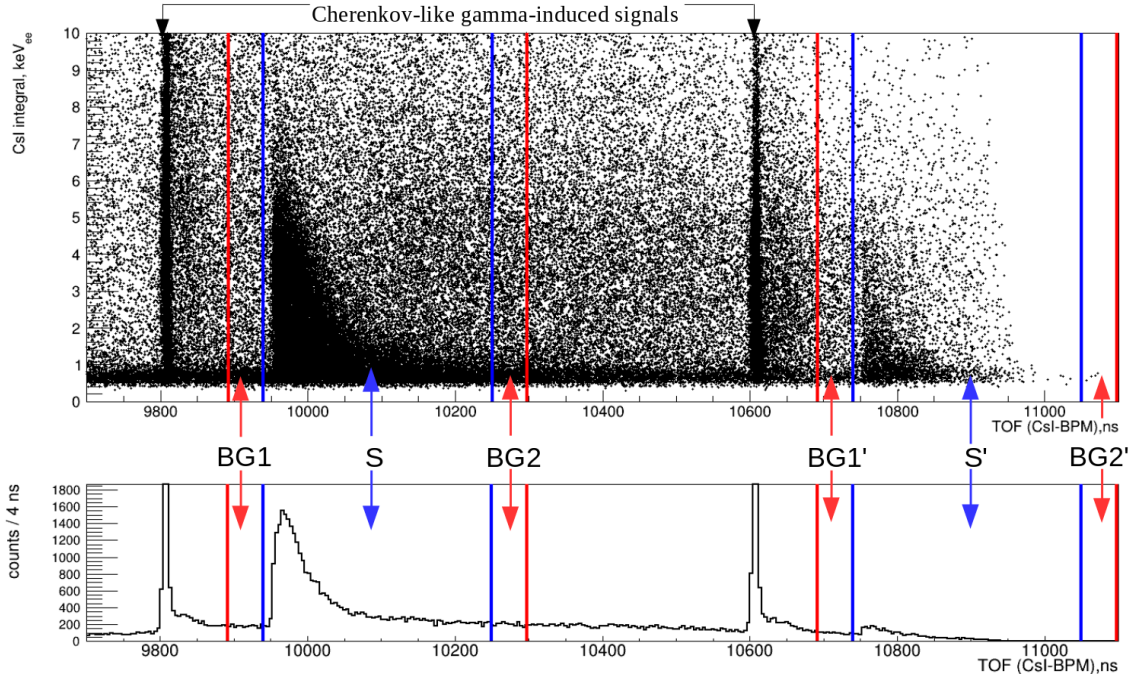 Cherenkov-like gamma-induced signals
CsI integral, keVee
10
9
8
7
6
5
4
3
2
1
0
9800 10000 10200 10400 10600 10800 11000
TOF (CsI-BPM),ns
BG1 S BG2 BG1' S' BG2'
counts / 4 ns
1800
1600
1400
1200
1000
800
600
400
200
0
9800 10000 10200 10400 10600 10800 11000
TOF (CsI-BPM),ns